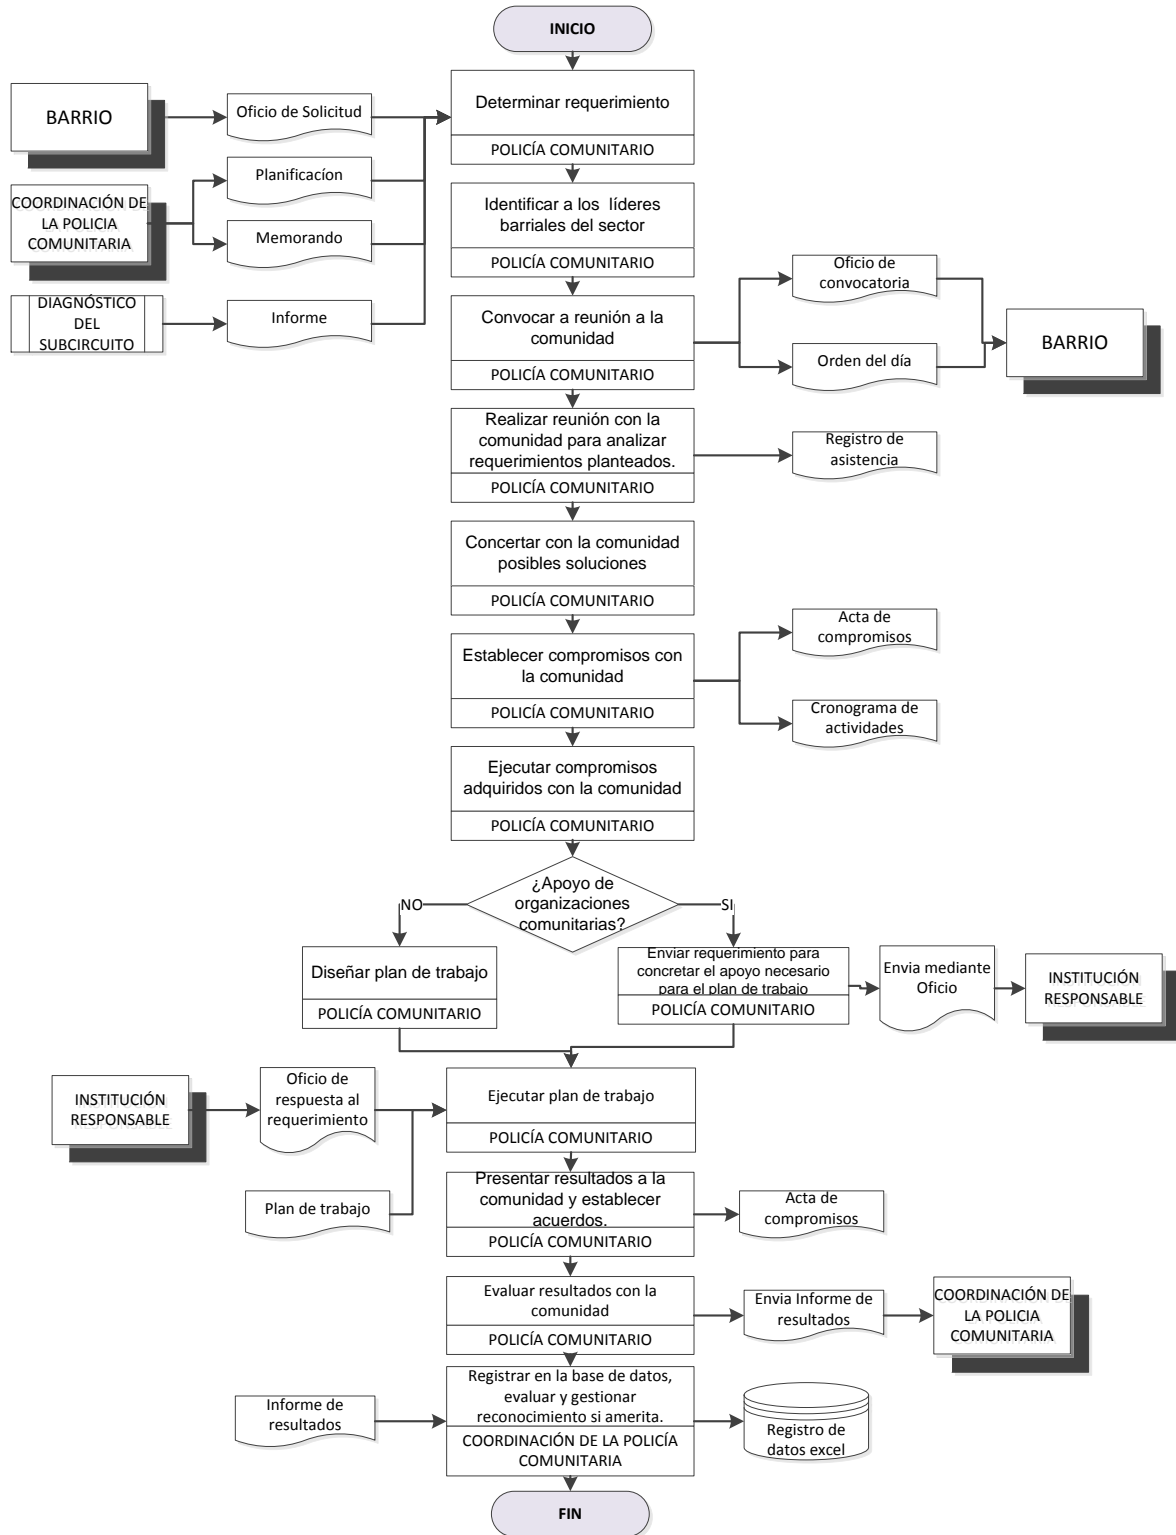 INICIO
BARRIO
Oficio de Solicitud
Determinar requerimiento
POLICÍA COMUNITARIO
COORDINACIÓN DE
LA POLICIA
COMUNITARIA
Planificacíon
Memorando
Identificar a los líderes
barriales del sector
POLICÍA COMUNITARIO
DIAGNÓSTICO
DEL
SUBCIRCUITO
Informe
Convocar a reunión a la
comunidad
POLICÍA COMUNITARIO
Oficio de
convocatoria
Orden del día
BARRIO
Realizar reunión con la
comunidad para analizar
requerimientos planteados.
POLICÍA COMUNITARIO
Registro de
asistencia
Concertar con la comunidad
posibles soluciones
POLICÍA COMUNITARIO
Establecer compromisos con
la comunidad
POLICÍA COMUNITARIO
Acta de
compromisos
Cronograma de
actividades
Ejecutar compromisos
adquiridos con la comunidad
POLICÍA COMUNITARIO
¿Apoyo de
organizaciones
comunitarias?
NO
SI
Diseñar plan de trabajo
POLICÍA COMUNITARIO
Enviar requerimiento para
concretar el apoyo necesario
para el plan de trabajo
POLICÍA COMUNITARIO
Envia mediante
Oficio
INSTITUCIÓN
RESPONSABLE
INSTITUCIÓN
RESPONSABLE
Oficio de
respuesta al
requerimiento
Plan de trabajo
Ejecutar plan de trabajo
POLICÍA COMUNITARIO
Presentar resultados a la
comunidad y establecer
acuerdos.
POLICÍA COMUNITARIO
Acta de
compromisos
Evaluar resultados con la
comunidad
POLICÍA COMUNITARIO
Envia Informe de
resultados
COORDINACIÓN DE
LA POLICIA
COMUNITARIA
Informe de
resultados
Registrar en la base de datos,
evaluar y gestionar
reconocimiento si amerita.
COORDINACIÓN DE LA POLICÍA
COMUNITARIA
Registro de
datos excel
FIN